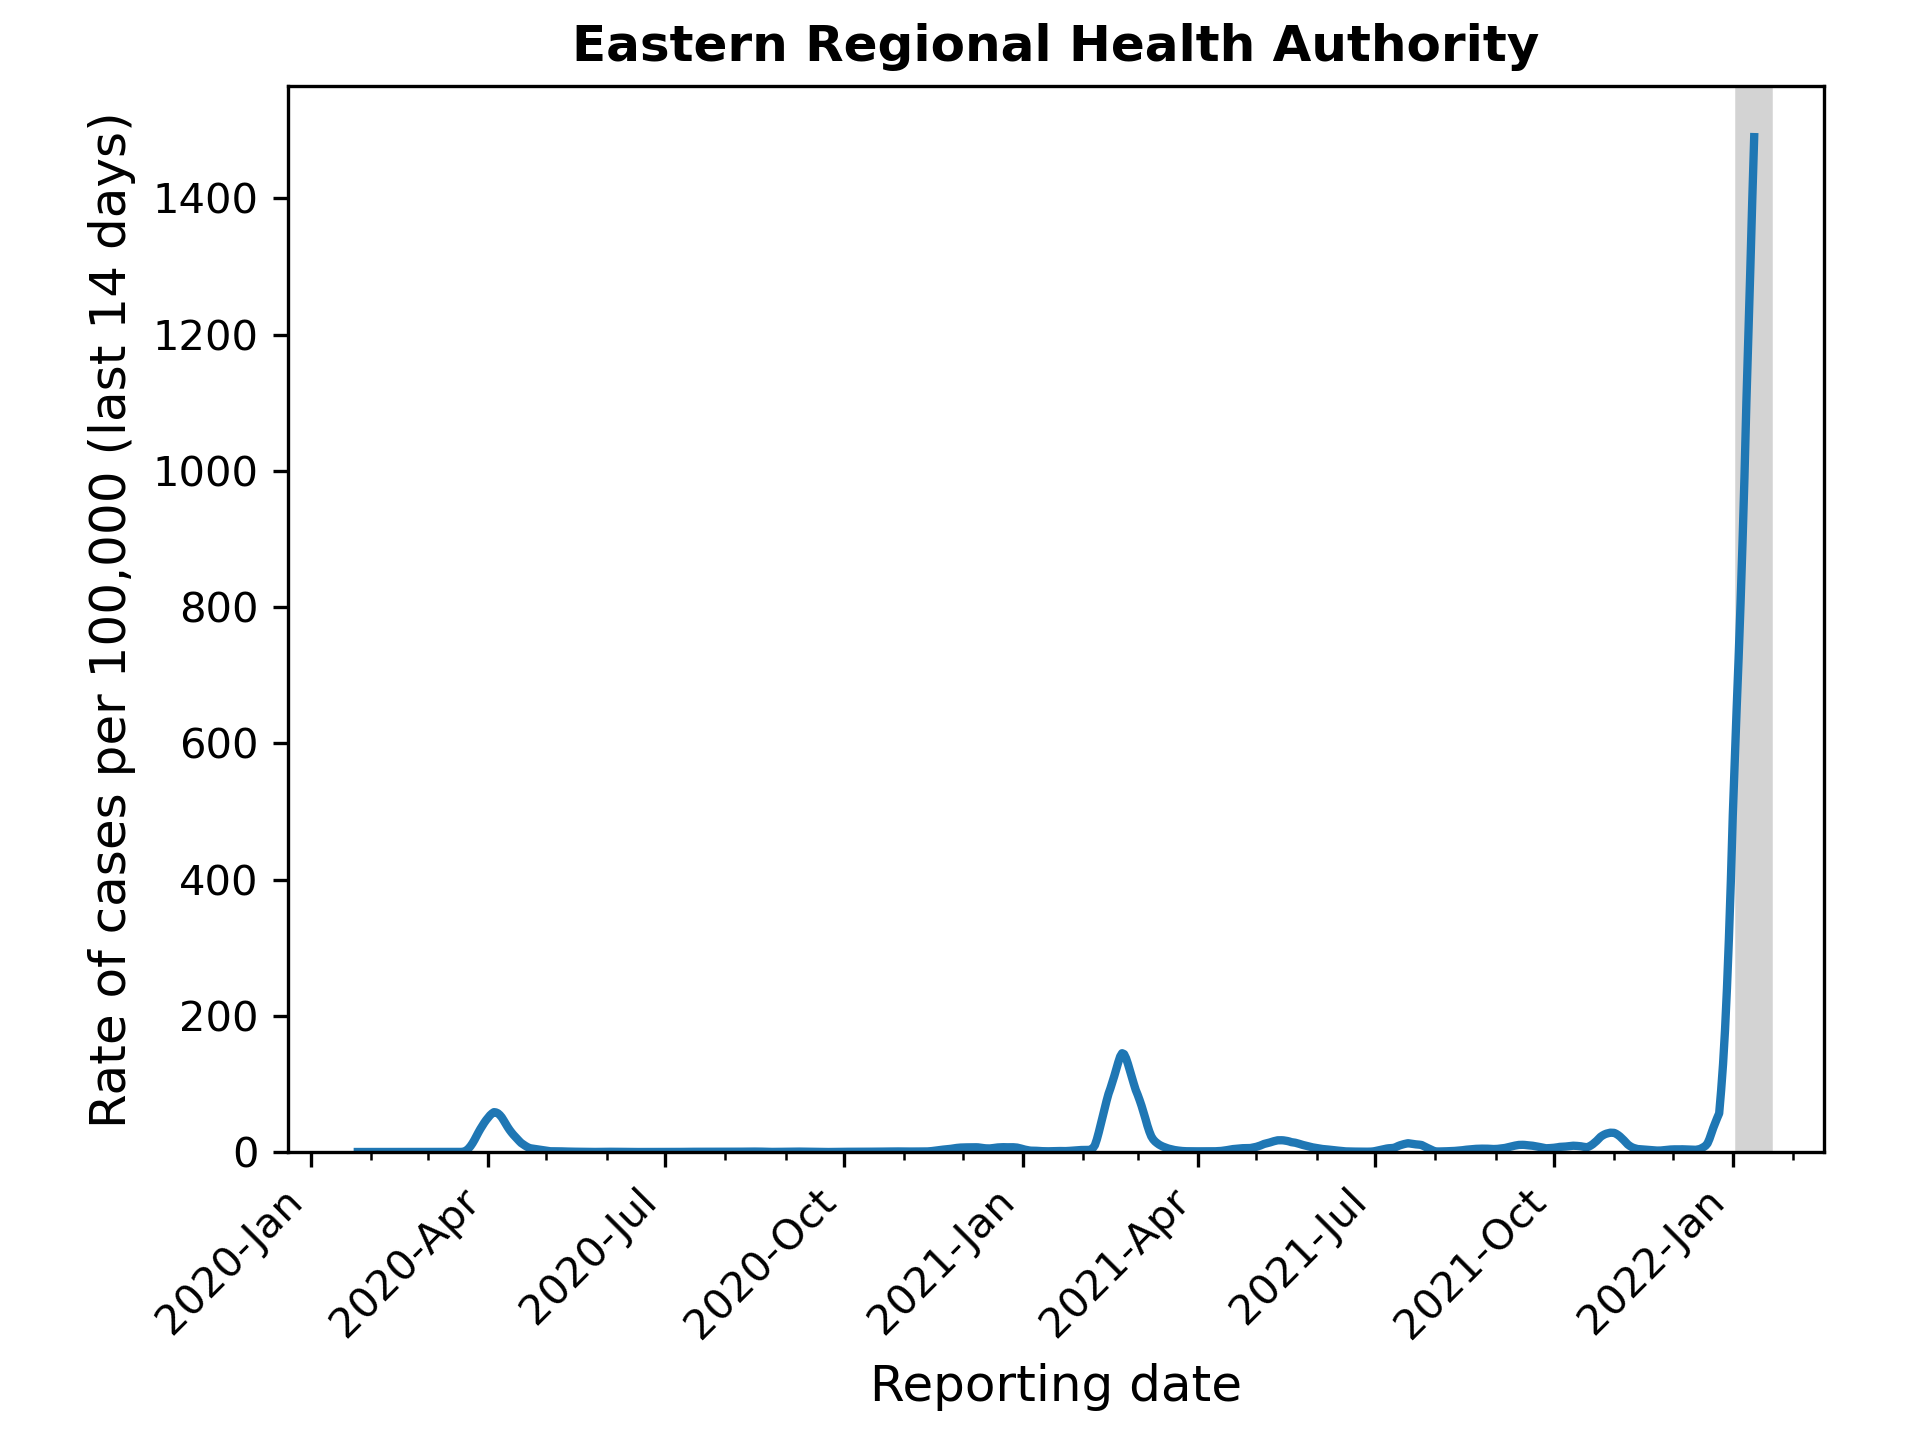 Eastern Regional Health Authority
Rate of cases per 100,000 (last 14 days)
1400
1200
1000
800
600
400
200
0
2020-Jan
2020-Apr
2020-Jul
2020-Oct
2021-Jan
2021-Apr
2021-Jul
2021-Oct
2022-Jan
Reporting date